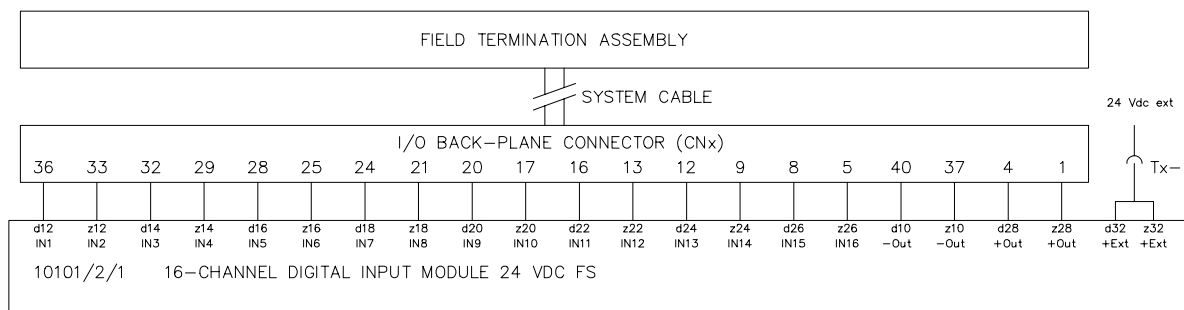 FIELD TERMINATION ASSEMBLY
SYSTEM CABLE
24 Vdc ext
I/O BACK-PLANE CONNECTOR (CNx)
36 33 32 29 28 25 24 21 20 17 16 13 12 9 8 5 40 37 4 1
Tx-
d12 z12 d14 z14 d16 z16 d18 z18 d20 z20 d22 z22 d24 z24 d26 z26 d10 z10 d28 z28 d32 z32
IN1 IN2 IN3 IN4 IN5 IN6 IN7 IN8 IN9 IN10 IN11 IN12 IN13 IN14 IN15 IN16 -Out -Out +Out +Out +Ext +Ext
10101/2/1 16-CHANNEL DIGITAL INPUT MODULE 24 VDC FS